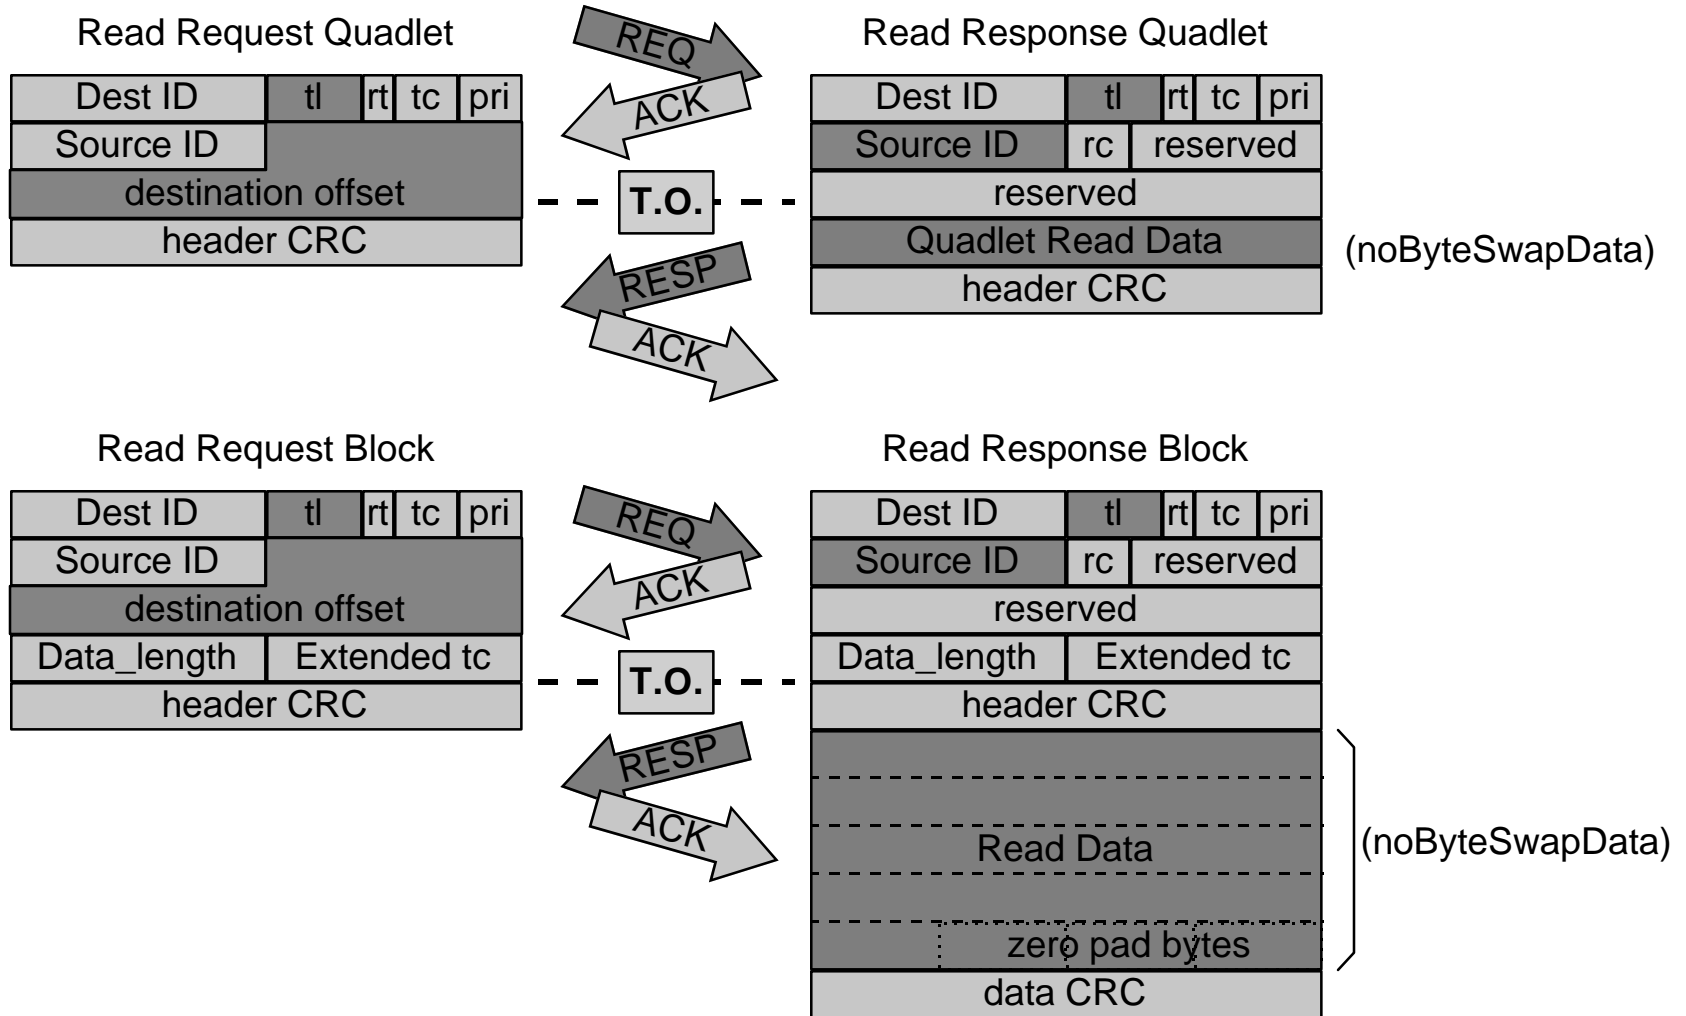 Read Request Quadlet
Dest ID tl rt tc pri
Source ID
destination offset
header CRC
REQ
ACK
T.O.
RESP
ACK
Read Response Quadlet
Dest ID tl rt tc pri
Source ID rc reserved
reserved
Quadlet Read Data
header CRC
(noByteSwapData)
Read Request Block
Dest ID tl rt tc pri
Source ID
destination offset
Data_length Extended tc
header CRC
REQ
ACK
T.O.
RESP
ACK
Read Response Block
Dest ID tl rt tc pri
Source ID rc reserved
reserved
Data_length Extended tc
header CRC
Read Data
zero pad bytes
data CRC
(noByteSwapData)